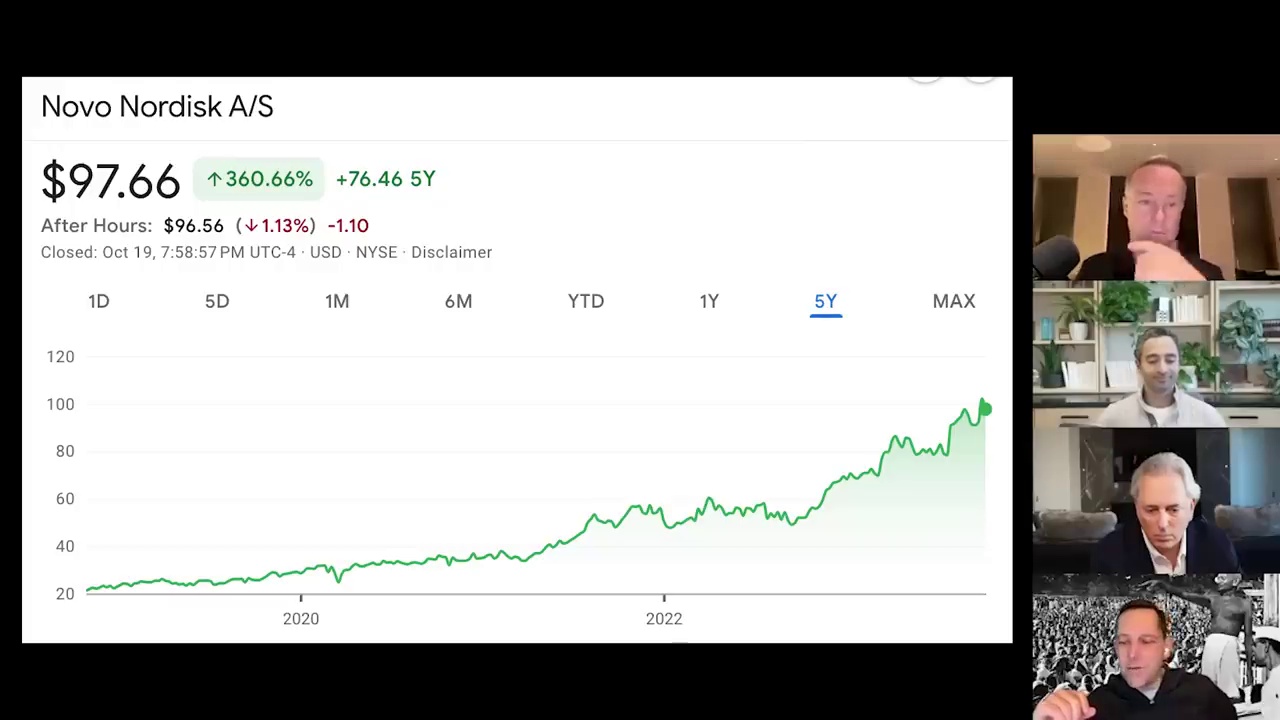 Novo Nordisk A/S
$97.66 ↑360.66% +76.46 5Y
After Hours: $96.56 (↓1.13%) -1.10
Closed: Oct 19, 7:58:57 PM UTC-4 · USD · NYSE · Disclaimer
1D 5D 1M 6M YTD 1Y 5Y MAX
120
100
80
60
40
20
2020 2022